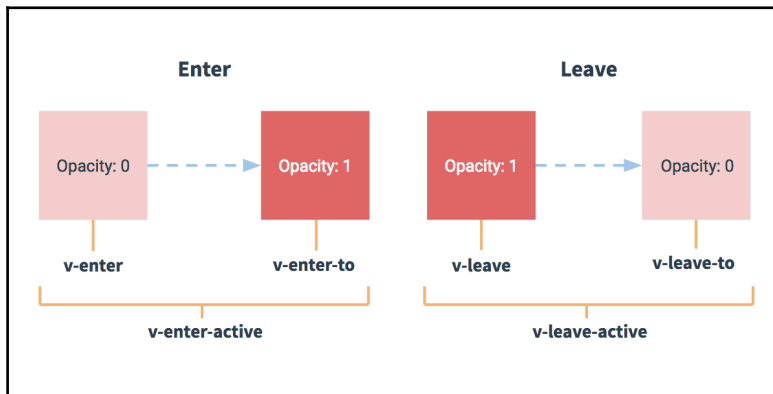 Enter
Leave
Opacity: 0
Opacity: 1
Opacity: 1
Opacity: 0
v-enter
v-enter-to
v-leave
v-leave-to
v-enter-active
v-leave-active